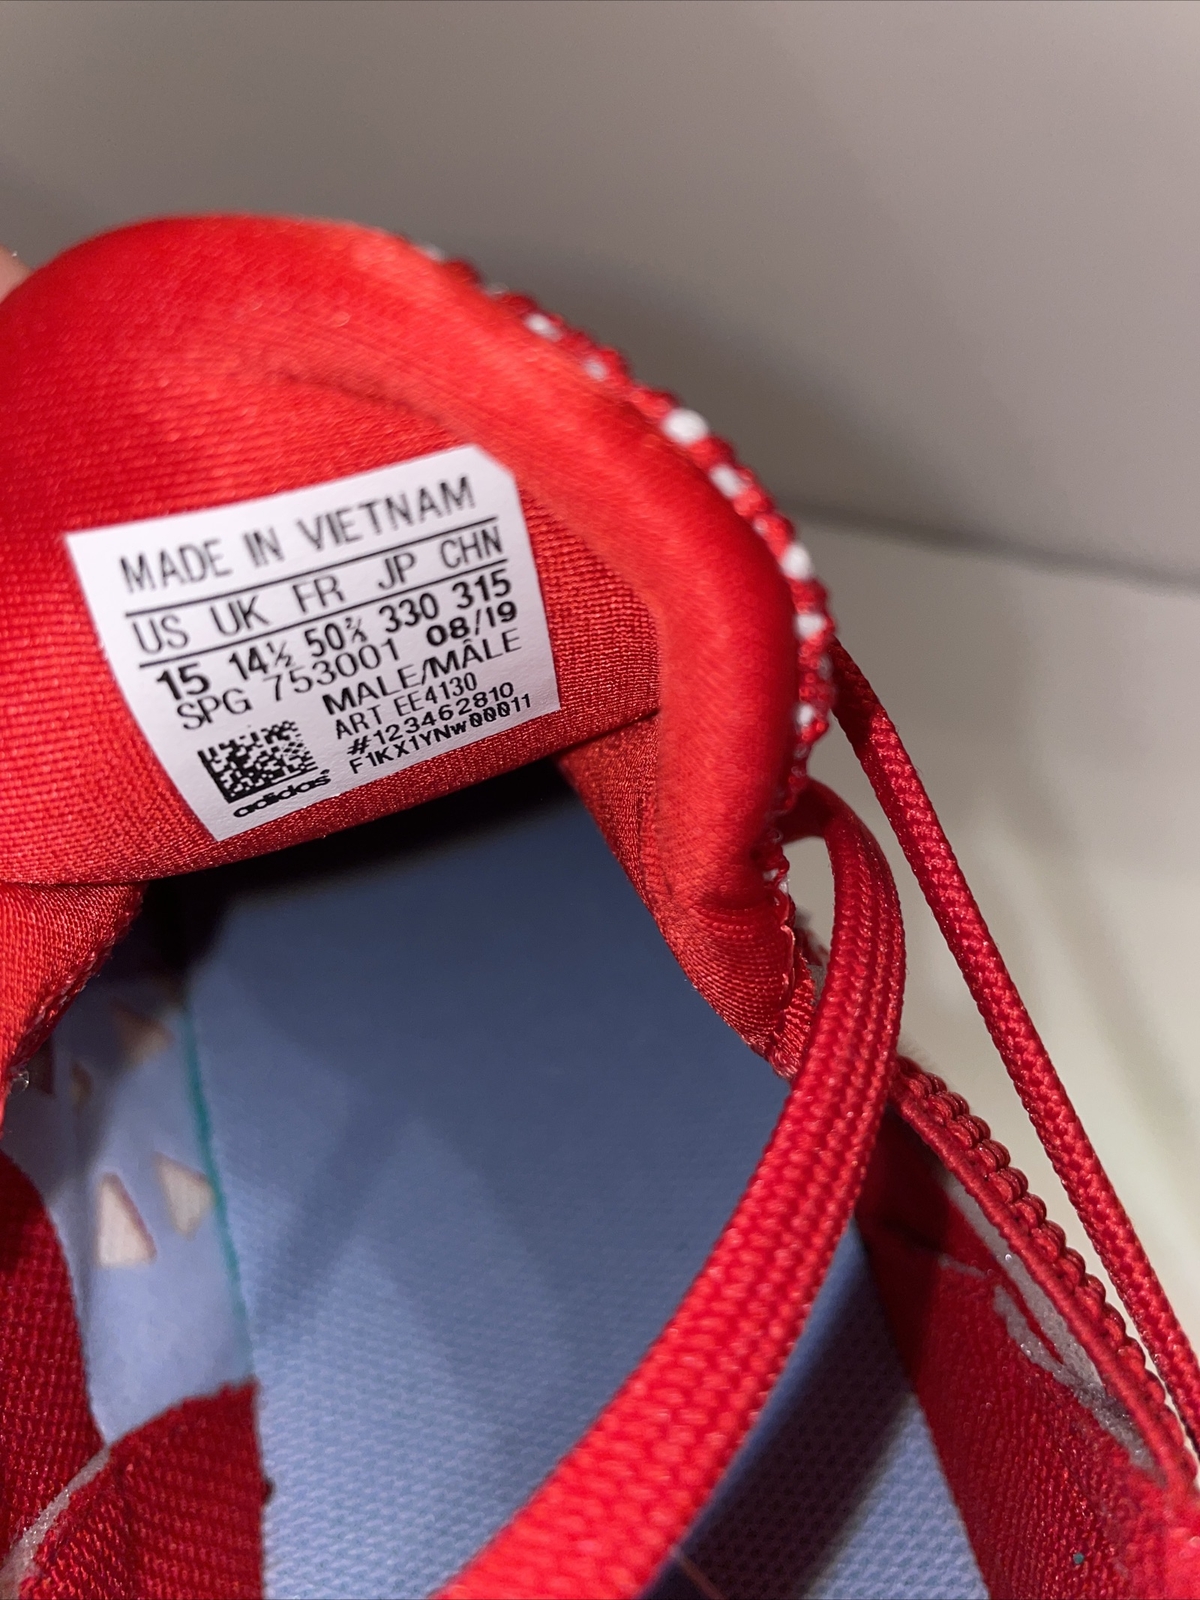 MADE IN VIETNAM
US UK FR JP CHN
15 14½ 50⅔ 330 315
SPG 753001 08/19
MALE/MÂLE
ART EE4130
#123462810
F1KX1YNw00011
adidas